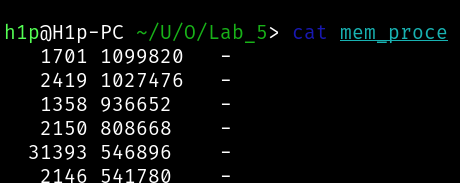 h1p@H1p-PC ~/U/O/Lab_5> cat mem_proce
1701 1099820 -
2419 1027476 -
1358 936652 -
2150 808668 -
31393 546896 -
2146 541780 -